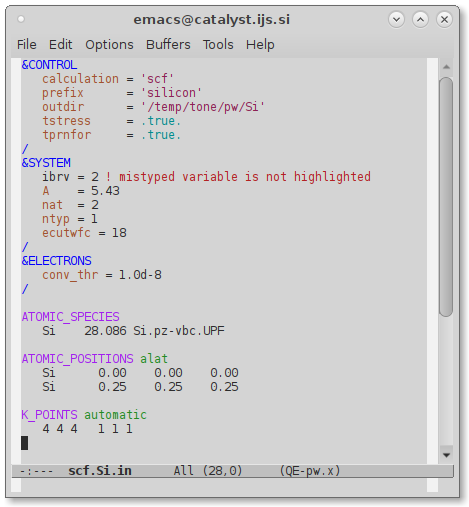 emacs@catalyst.ijs.si
File Edit Options Buffers Tools Help
&CONTROL
   calculation = 'scf'
   prefix      = 'silicon'
   outdir      = '/temp/tone/pw/Si'
   tstress     = .true.
   tprnfor     = .true.
/
&SYSTEM
   ibrv = 2 ! mistyped variable is not highlighted
   A    = 5.43
   nat  = 2
   ntyp = 1
   ecutwfc = 18
/
&ELECTRONS
   conv_thr = 1.0d-8
/
ATOMIC_SPECIES
   Si    28.086 Si.pz-vbc.UPF
ATOMIC_POSITIONS alat
   Si      0.00    0.00    0.00
   Si      0.25    0.25    0.25
K_POINTS automatic
   4 4 4   1 1 1
-:---  scf.Si.in      All (28,0)     (QE-pw.x)